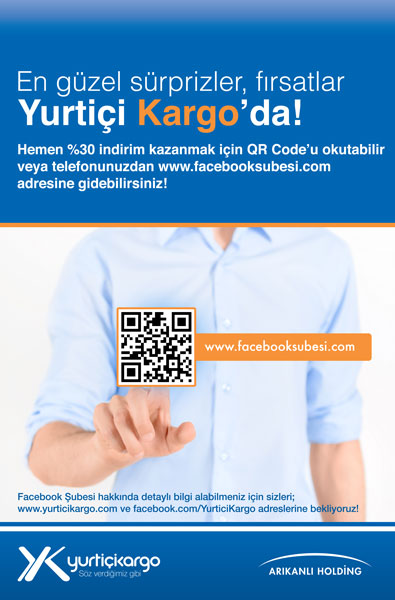 En güzel sürprizler, fırsatlar
Yurtiçi Kargo'da!
Hemen %30 indirim kazanmak için QR Code'u okutabilir
veya telefonunuzdan www.facebooksubesi.com
adresine gidebilirsiniz!
www.facebooksubesi.com
Facebook Şubesi hakkında detaylı bilgi alabilmeniz için sizleri;
www.yurticikargo.com ve facebook.com/YurticiKargo adreslerine bekliyoruz!
yurtiçikargo
Söz verdiğimiz gibi
ARIKANLI HOLDİNG